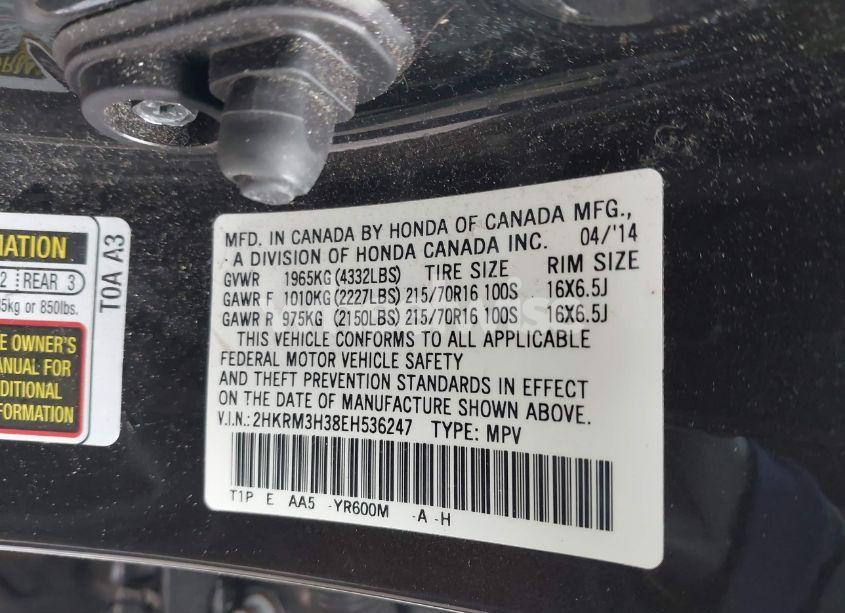 MFD. IN CANADA BY HONDA OF CANADA MFG.,
A DIVISION OF HONDA CANADA INC. 04/'14
GVWR 1965KG (4332LBS) TIRE SIZE RIM SIZE
GAWR F 1010KG (2227LBS) 215/70R16 100S 16X6.5J
GAWR R 975KG (2150LBS) 215/70R16 100S 16X6.5J
THIS VEHICLE CONFORMS TO ALL APPLICABLE
FEDERAL MOTOR VEHICLE SAFETY
AND THEFT PREVENTION STANDARDS IN EFFECT
ON THE DATE OF MANUFACTURE SHOWN ABOVE.
V.I.N.: 2HKRM3H38EH536247 TYPE: MPV
T1P E AA5 -YR600M -A -H
MATION
2 REAR 3
5kg or 850lbs.
E OWNER'S
ANUAL FOR
DDITIONAL
FORMATION
T0A A3